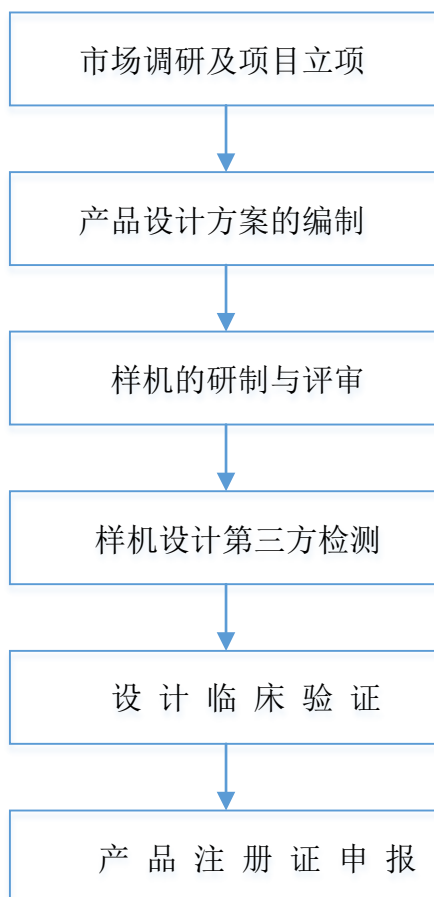 市场调研及项目立项
产品设计方案的编制
样机的研制与评审
样机设计第三方检测
设 计 临 床 验 证
产 品 注 册 证 申 报